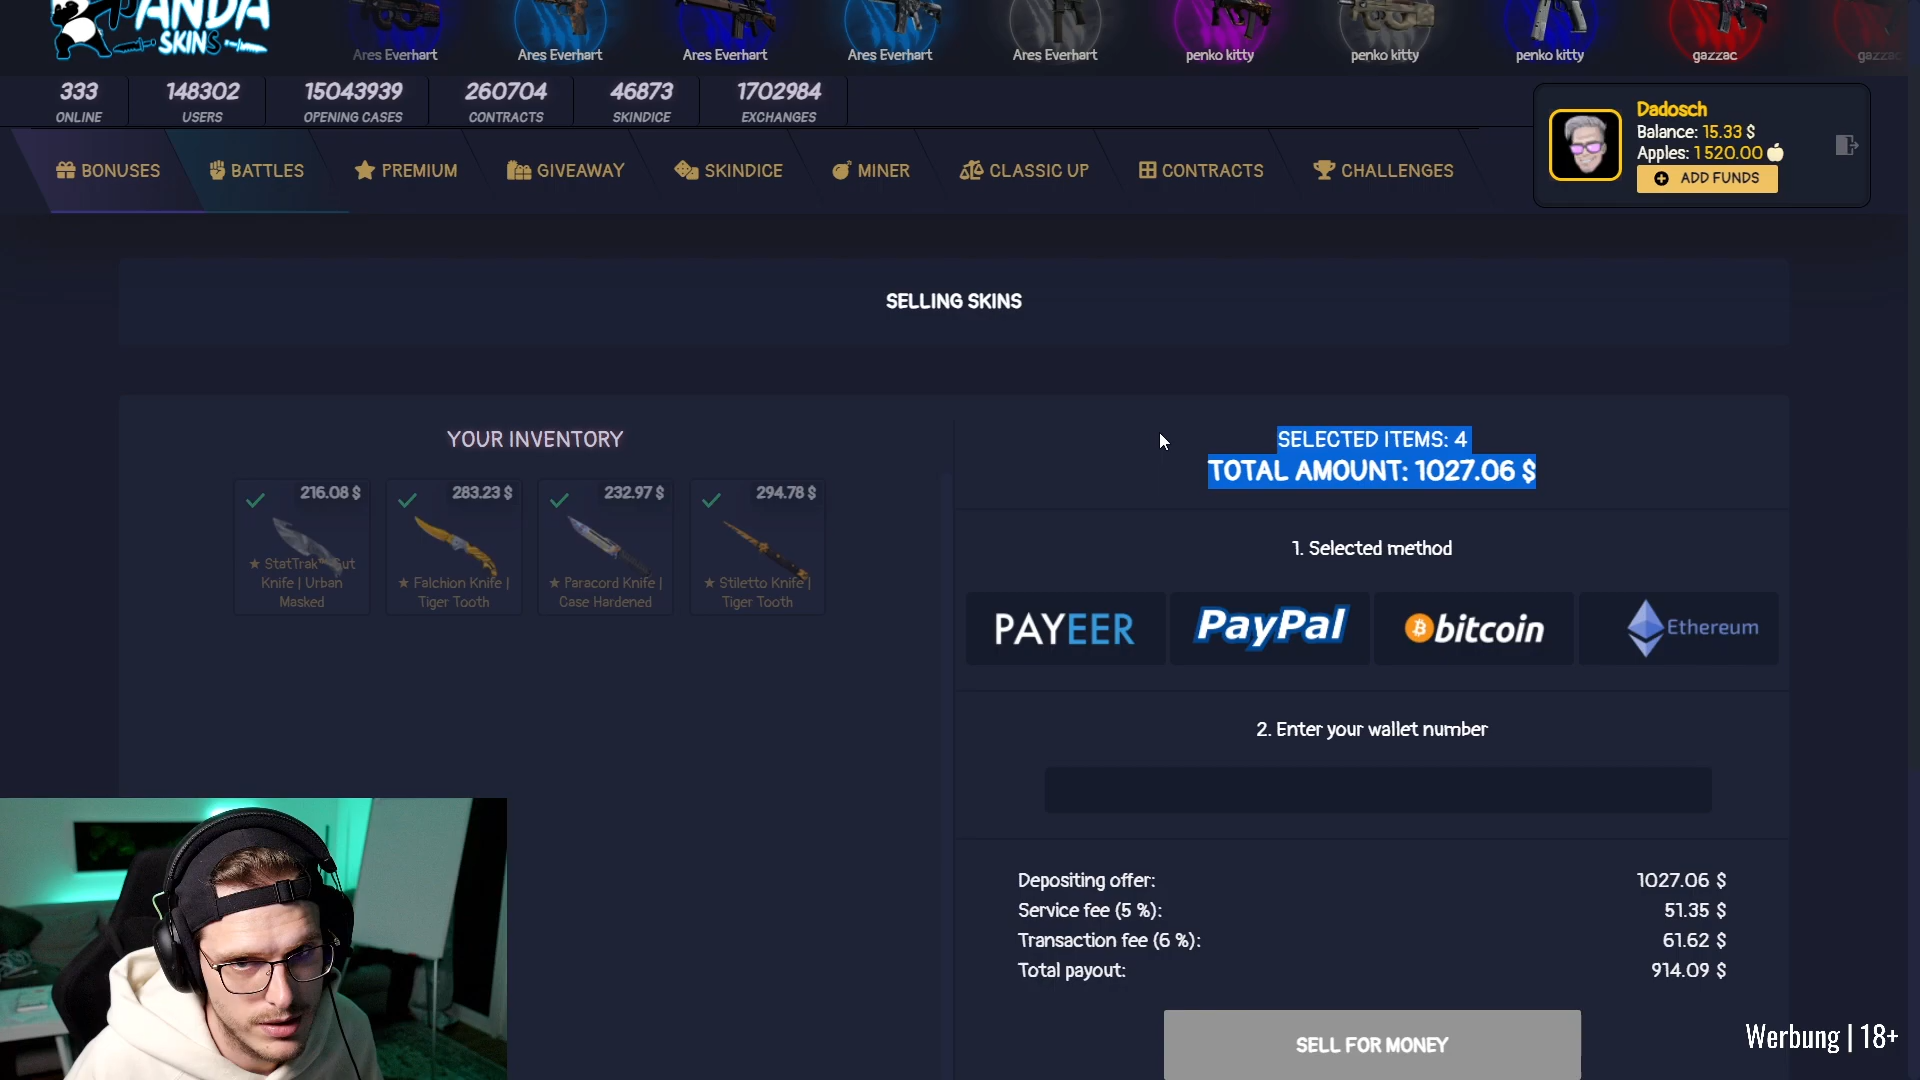 PANDA
SKINS
Ares Everhart
Ares Everhart
Ares Everhart
Ares Everhart
Ares Everhart
penko kitty
penko kitty
penko kitty
gazzac
gazzac
333
ONLINE
148302
USERS
15043939
OPENING CASES
260704
CONTRACTS
46873
SKINDICE
1702984
EXCHANGES
Dadosch
Balance: 15.33 $
Apples: 1 520.00
ADD FUNDS
BONUSES
BATTLES
PREMIUM
GIVEAWAY
SKINDICE
MINER
CLASSIC UP
CONTRACTS
CHALLENGES
SELLING SKINS
YOUR INVENTORY
216.08 $
★ StatTrak™ Gut
Knife | Urban
Masked
283.23 $
★ Falchion Knife |
Tiger Tooth
232.97 $
★ Paracord Knife |
Case Hardened
294.78 $
★ Stiletto Knife |
Tiger Tooth
SELECTED ITEMS: 4
TOTAL AMOUNT: 1027.06 $
1. Selected method
PAYEER
PayPal
bitcoin
Ethereum
2. Enter your wallet number
Depositing offer: 1027.06 $
Service fee (5 %): 51.35 $
Transaction fee (6 %): 61.62 $
Total payout: 914.09 $
SELL FOR MONEY
Werbung | 18+